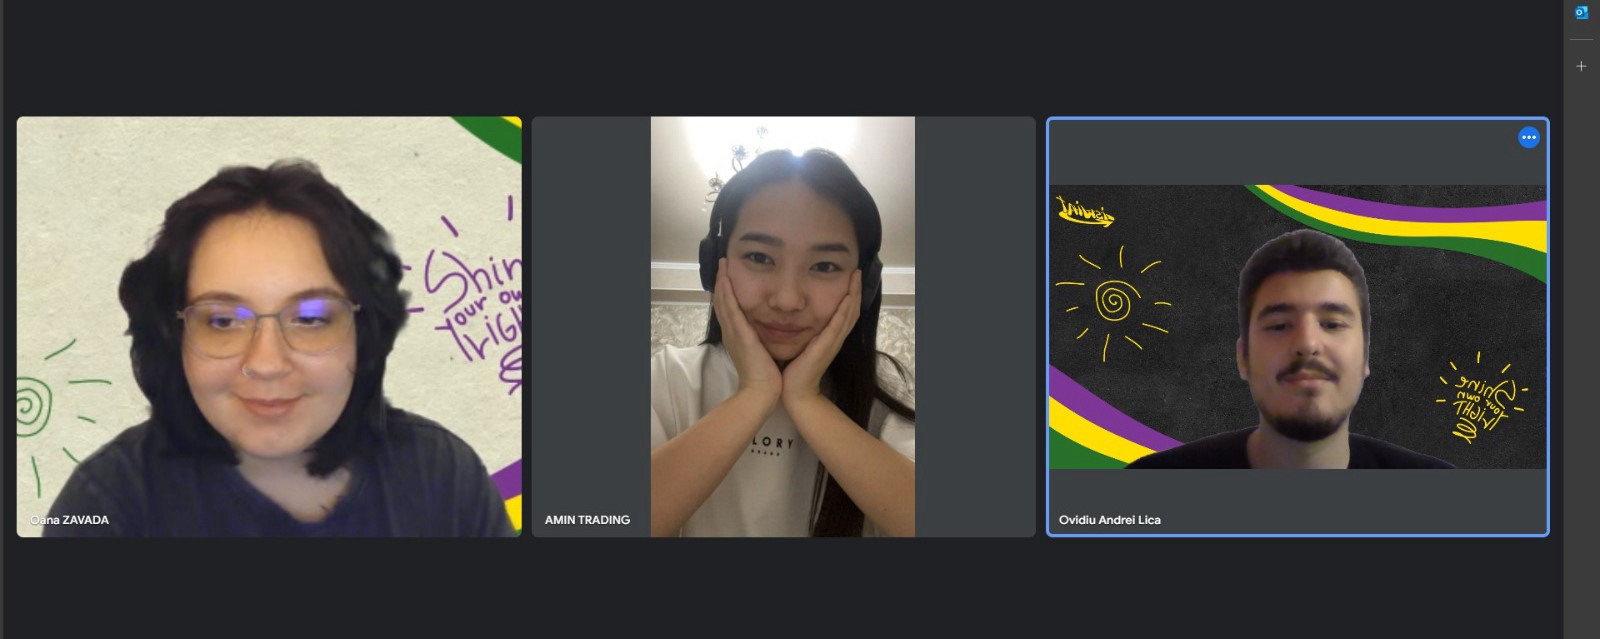 Shin
your ow
LIGH
Oana ZAVADA
LORY
AMIN TRADING
Shine
your own
LIGHT
Ovidiu Andrei Lica